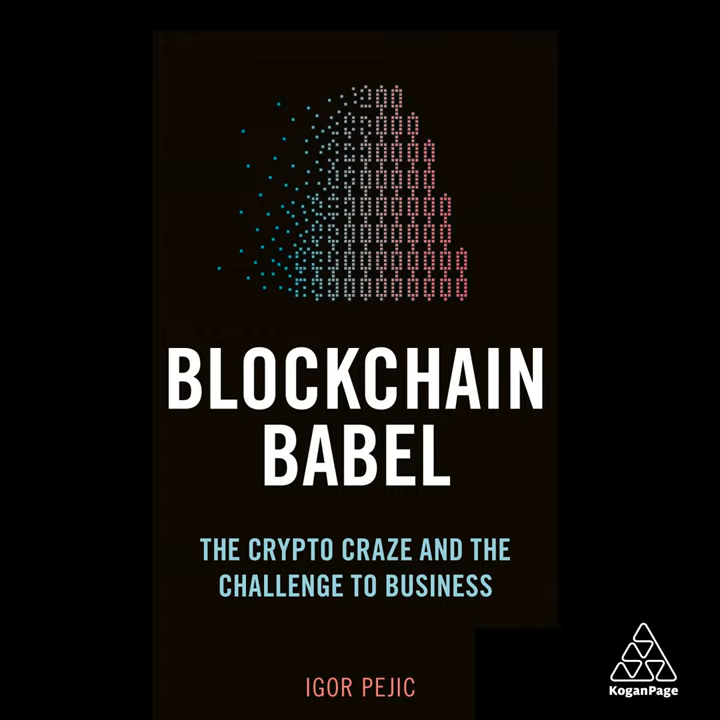 BLOCKCHAIN
BABEL
THE CRYPTO CRAZE AND THE
CHALLENGE TO BUSINESS
IGOR PEJIC
KoganPage